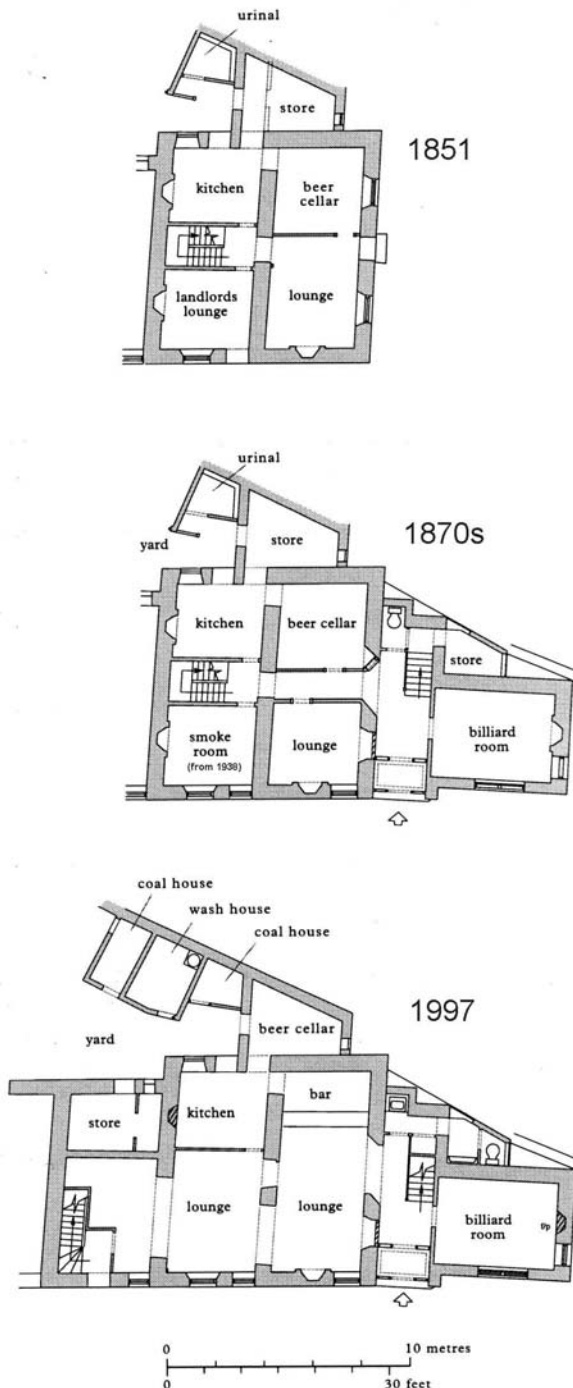 urinal
store
1851
kitchen
beer
cellar
landlords
lounge
lounge
urinal
1870s
yard
store
kitchen
beer cellar
store
smoke
room
(from 1938)
lounge
billiard
room
coal house
wash house
coal house
1997
beer cellar
yard
bar
store
kitchen
lounge
lounge
billiard
room
f/p
0
10 metres
0
30 feet